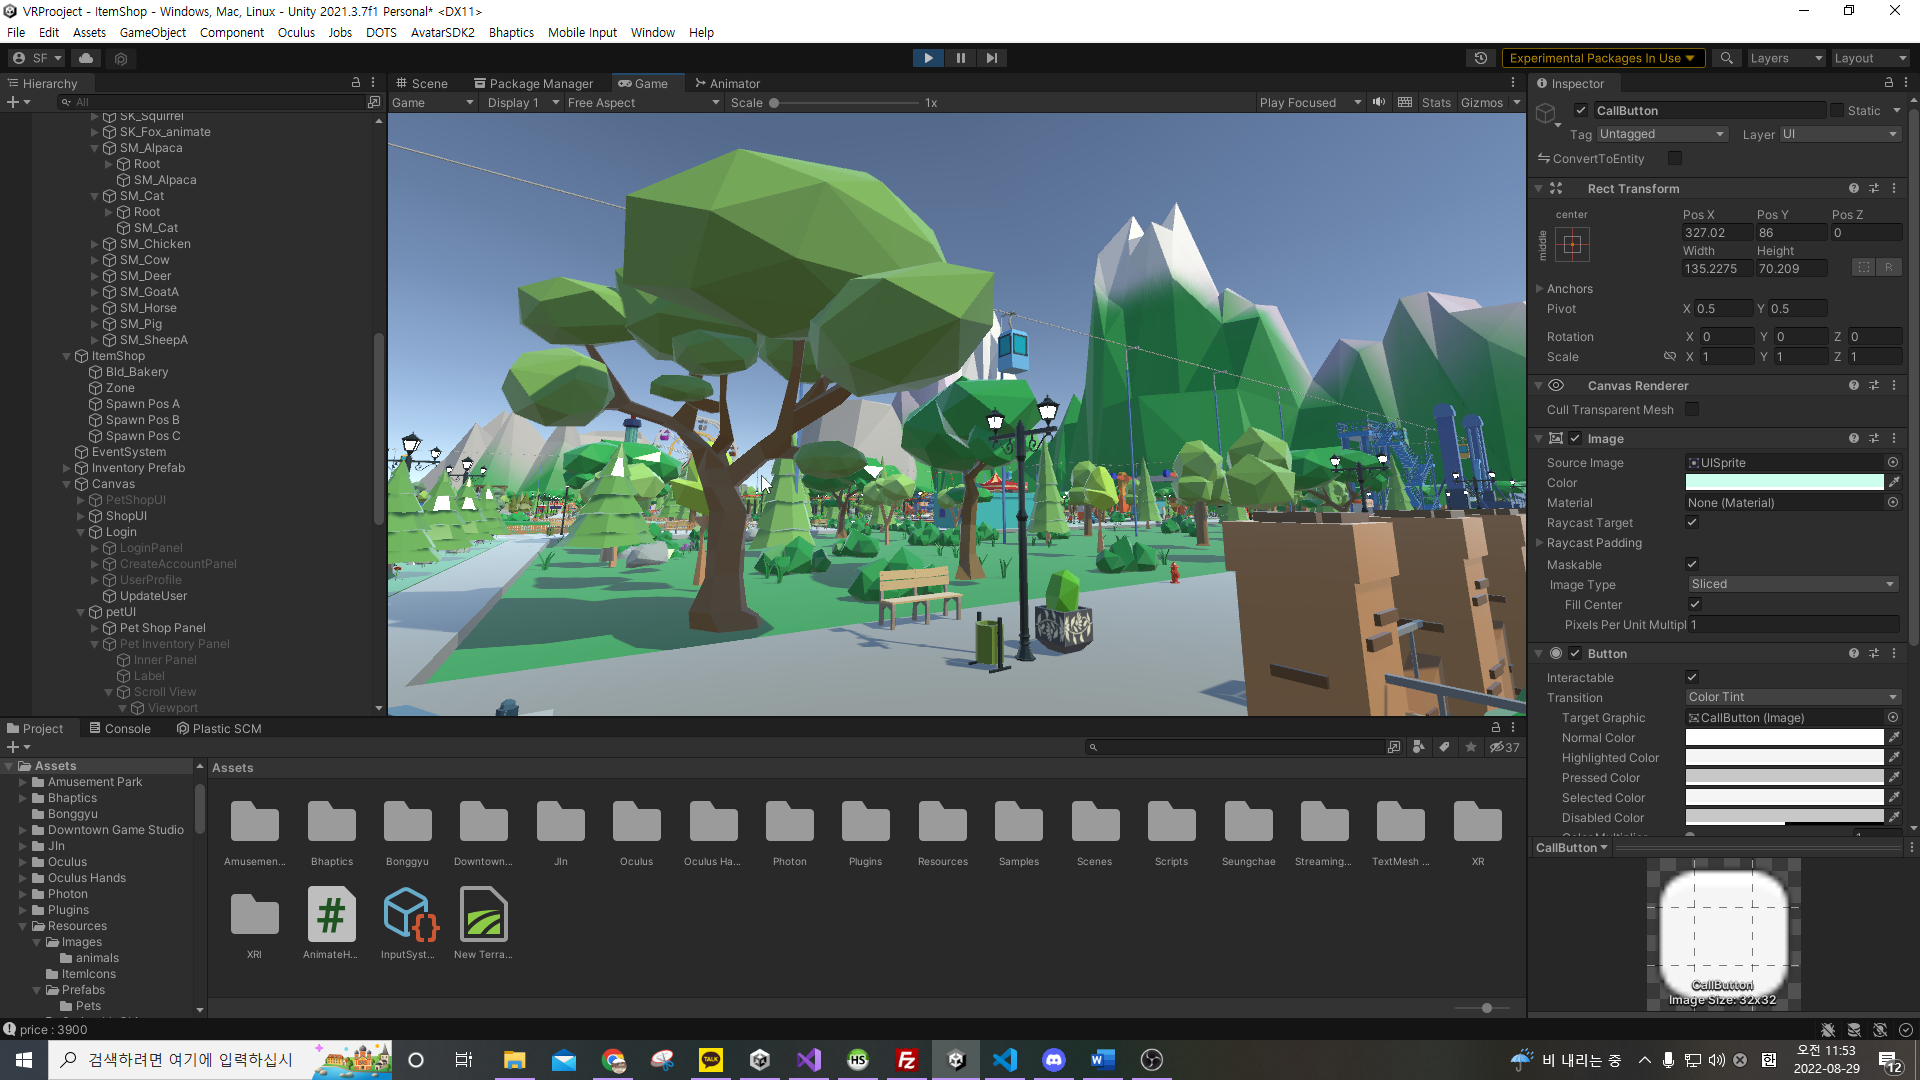 VRProoject - ItemShop - Windows, Mac, Linux - Unity 2021.3.7f1 Personal* <DX11>
File Edit Assets GameObject Component Oculus Jobs DOTS AvatarSDK2 Bhaptics Mobile Input Window Help
SF Experimental Packages In Use Layers Layout
Hierarchy
All
SK_Squirrel
SK_Fox_animate
SM_Alpaca
Root
SM_Alpaca
SM_Cat
Root
SM_Cat
SM_Chicken
SM_Cow
SM_Deer
SM_GoatA
SM_Horse
SM_Pig
SM_SheepA
ItemShop
Bld_Bakery
Zone
Spawn Pos A
Spawn Pos B
Spawn Pos C
EventSystem
Inventory Prefab
Canvas
PetShopUI
ShopUI
Login
LoginPanel
CreateAccountPanel
UserProfile
UpdateUser
petUI
Pet Shop Panel
Pet Inventory Panel
Inner Panel
Label
Scroll View
Viewport
Scene Package Manager Game Animator
Game Display 1 Free Aspect Scale 1x Play Focused Stats Gizmos
Inspector
CallButton Static
Tag Untagged Layer UI
ConvertToEntity
Rect Transform
center
middle
Pos X Pos Y Pos Z
327.02 86 0
Width Height
135.2275 70.209 R
Anchors
Pivot X 0.5 Y 0.5
Rotation X 0 Y 0 Z 0
Scale X 1 Y 1 Z 1
Canvas Renderer
Cull Transparent Mesh
Image
Source Image UISprite
Color
Material None (Material)
Raycast Target
Raycast Padding
Maskable
Image Type Sliced
Fill Center
Pixels Per Unit Multipl 1
Button
Interactable
Transition Color Tint
Target Graphic CallButton (Image)
Normal Color
Highlighted Color
Pressed Color
Selected Color
Disabled Color
CallButton
CallButton
Image Size: 32x32
Project Console Plastic SCM
37
Assets
Amusement Park
Bhaptics
Bonggyu
Downtown Game Studio
JIn
Oculus
Oculus Hands
Photon
Plugins
Resources
Images
animals
ItemIcons
Prefabs
Pets
Assets
Amusemen... Bhaptics Bonggyu Downtown... JIn Oculus Oculus Ha... Photon Plugins Resources Samples Scenes Scripts Seungchae Streaming... TextMesh ... XR
XRI AnimateH... InputSyst... New Terra...
price : 3900
검색하려면 여기에 입력하십시
TALK
HS
비 내리는 중
오전 11:53
2022-08-29
12